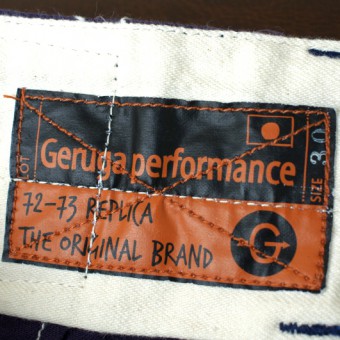 Geruga performance
LOT
SIZE 30
72-73 REPLICA
THE ORIGINAL BRAND
G